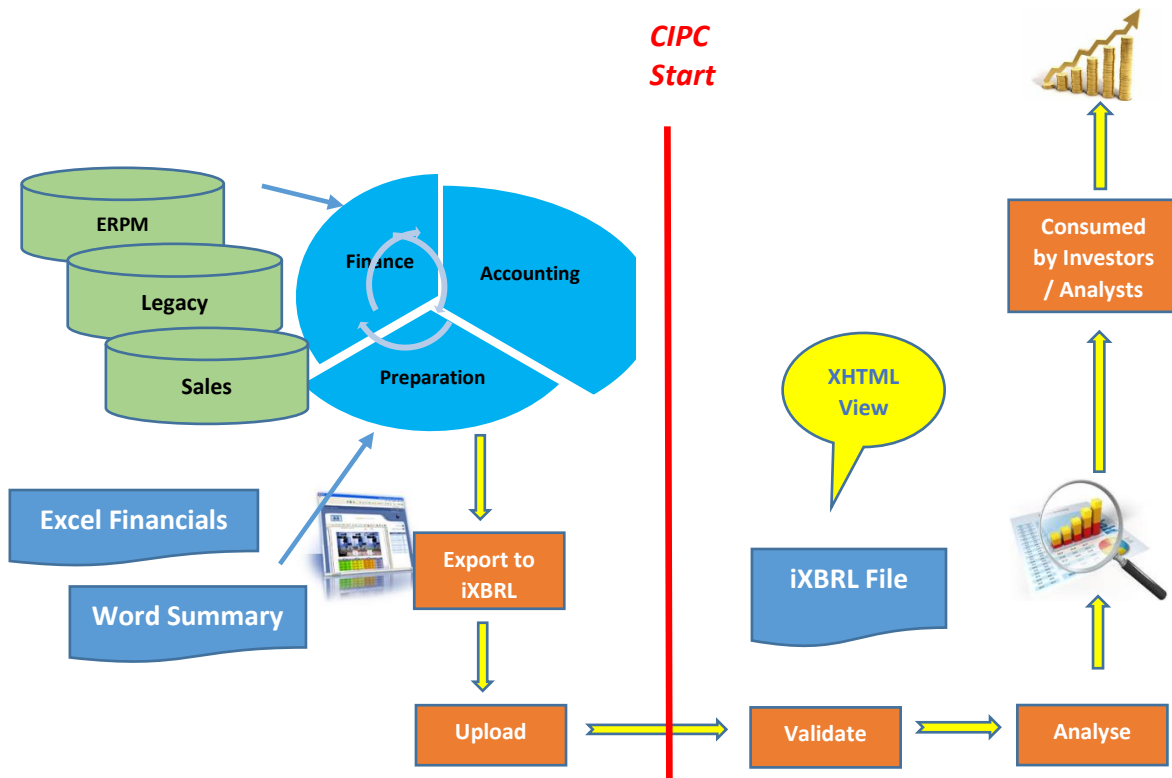 CIPC
Start
ERPM
Legacy
Sales
Finance
Accounting
Preparation
Excel Financials
Word Summary
Export to
iXBRL
Upload
XHTML
View
iXBRL File
Validate
Analyse
Consumed
by Investors
/ Analysts